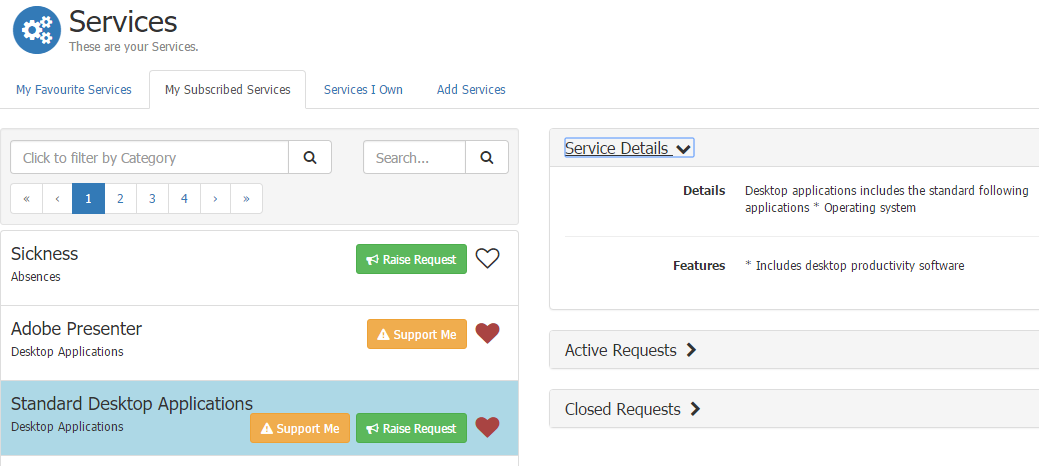 Services
These are your Services.
My Favourite Services My Subscribed Services Services I Own Add Services
Click to filter by Category Search...
« ‹ 1 2 3 4 › »
Sickness
Absences
Raise Request
Adobe Presenter
Desktop Applications
Support Me
Standard Desktop Applications
Desktop Applications
Support Me Raise Request
Service Details
Details Desktop applications includes the standard following
applications * Operating system
Features * Includes desktop productivity software
Active Requests
Closed Requests